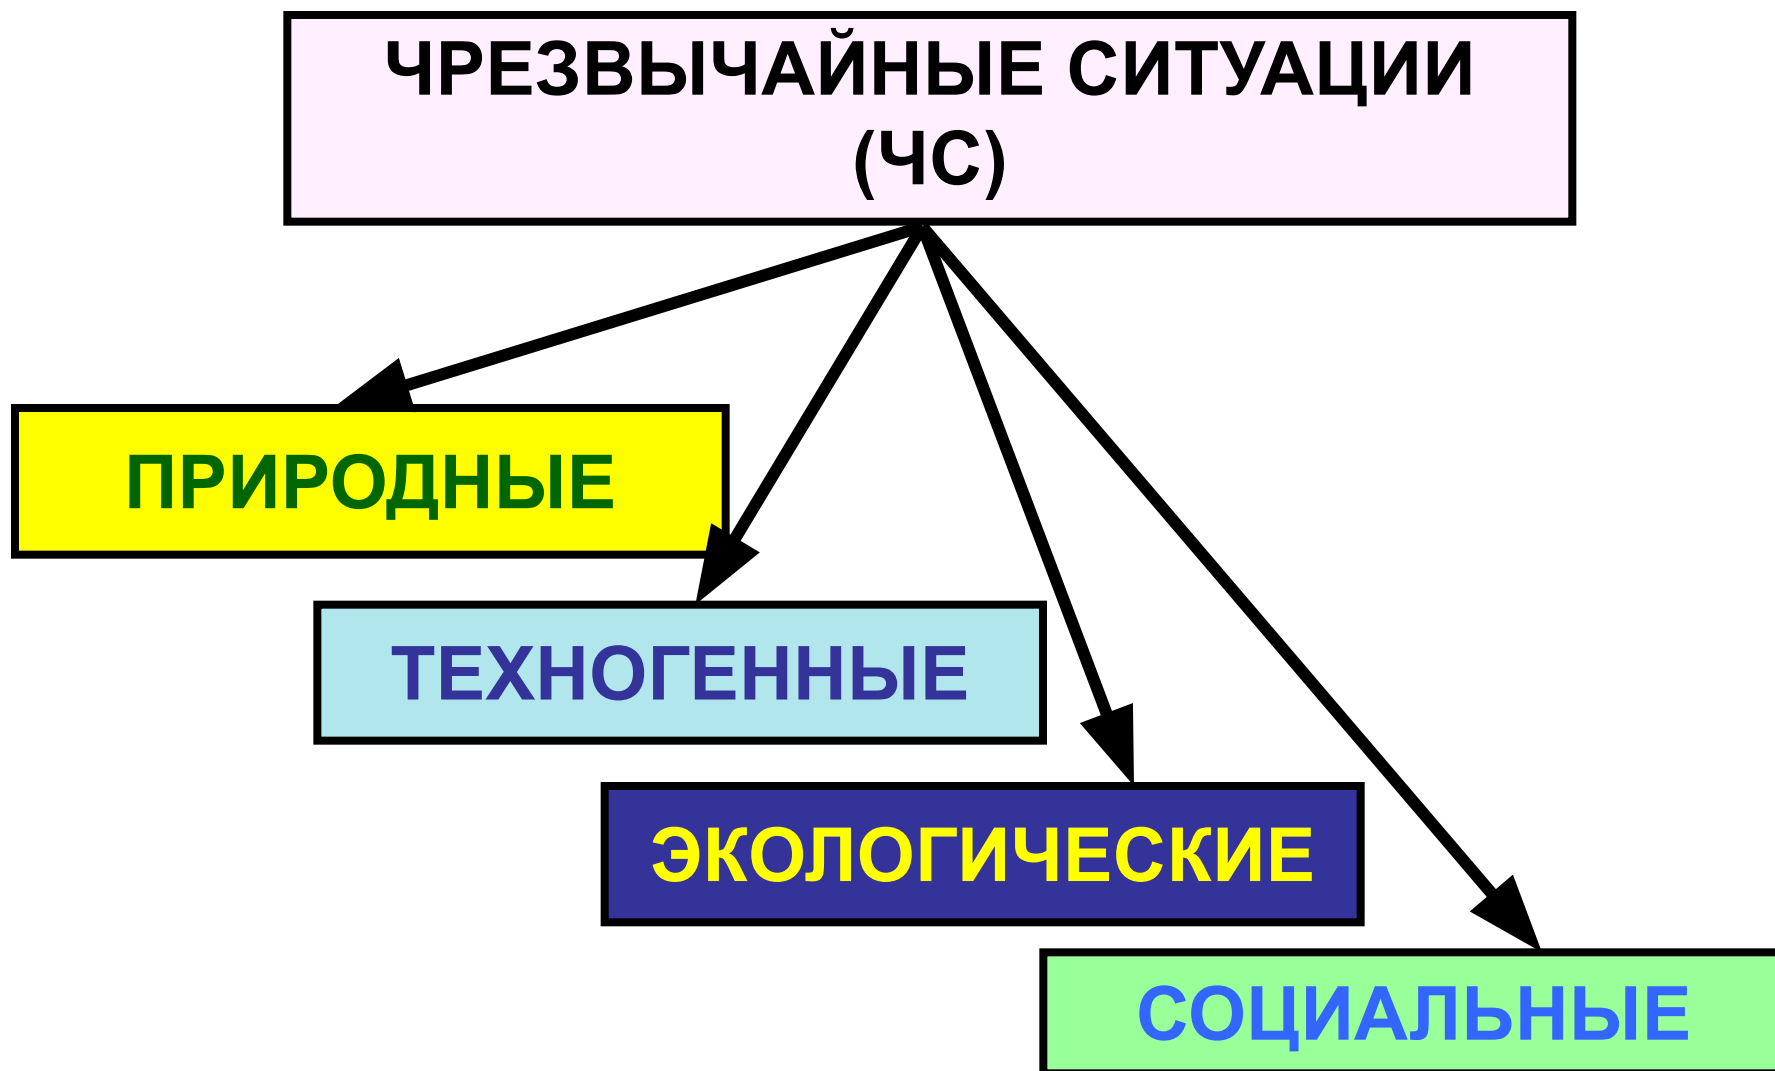 ЧРЕЗВЫЧАЙНЫЕ СИТУАЦИИ
(ЧС)
ПРИРОДНЫЕ
ТЕХНОГЕННЫЕ
ЭКОЛОГИЧЕСКИЕ
СОЦИАЛЬНЫЕ